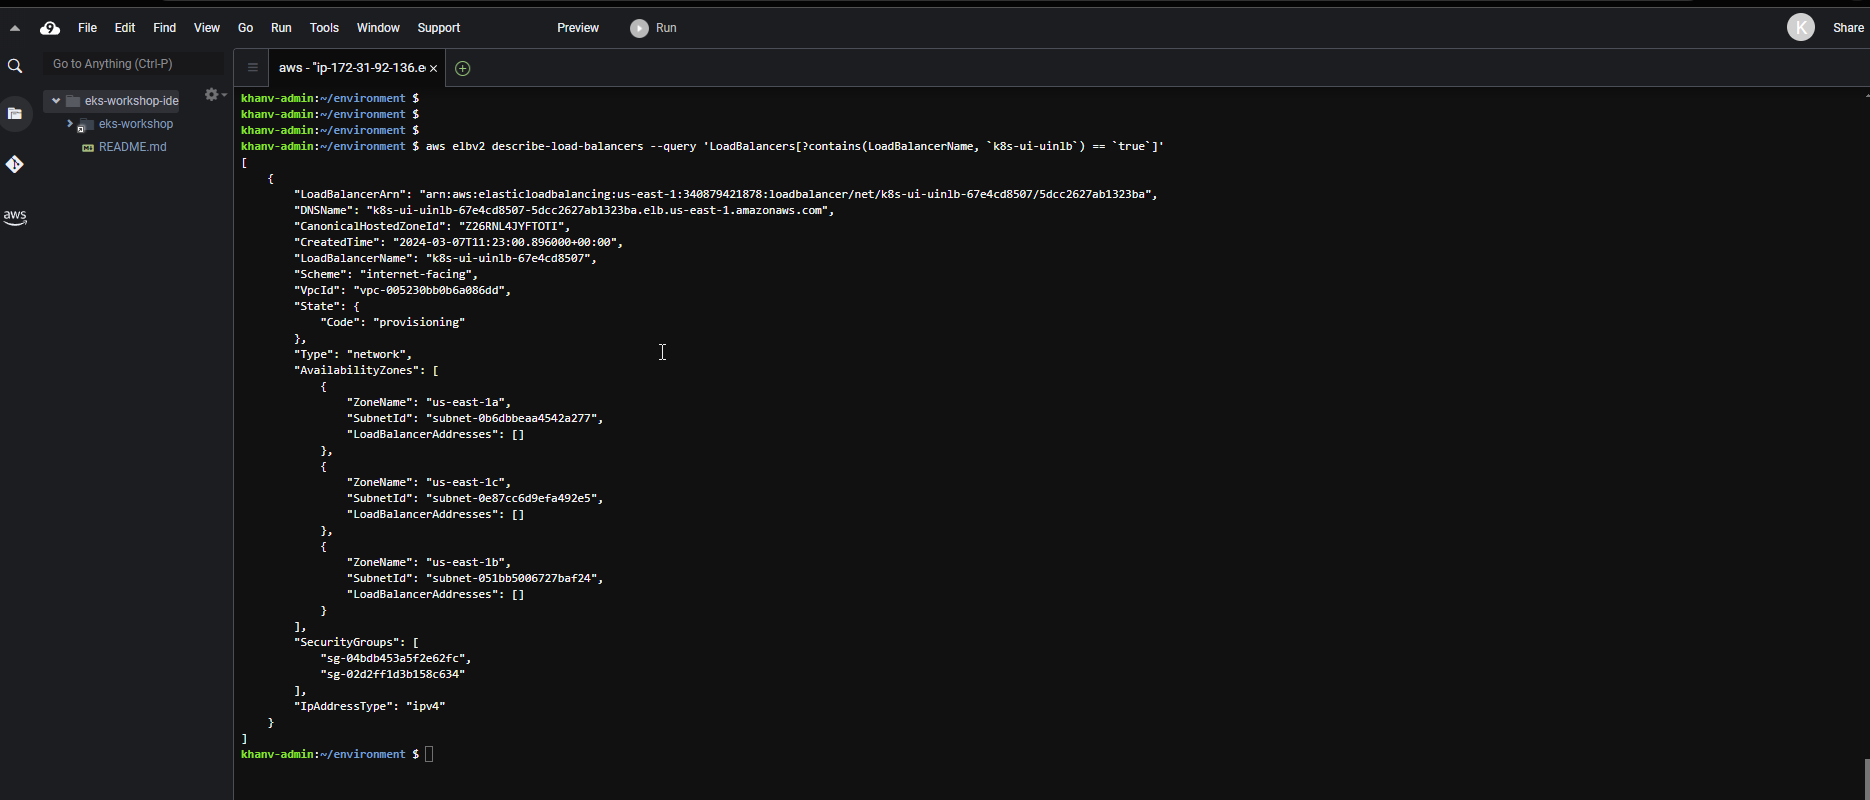 File Edit Find View Go Run Tools Window Support Preview Run K Share
Go to Anything (Ctrl-P)
aws - "ip-172-31-92-136.e
eks-workshop-ide
eks-workshop
README.md
aws
khanv-admin:~/environment $
khanv-admin:~/environment $
khanv-admin:~/environment $
khanv-admin:~/environment $ aws elbv2 describe-load-balancers --query 'LoadBalancers[?contains(LoadBalancerName, `k8s-ui-uinlb`) == `true`]'
[
    {
        "LoadBalancerArn": "arn:aws:elasticloadbalancing:us-east-1:340879421878:loadbalancer/net/k8s-ui-uinlb-67e4cd8507/5dcc2627ab1323ba",
        "DNSName": "k8s-ui-uinlb-67e4cd8507-5dcc2627ab1323ba.elb.us-east-1.amazonaws.com",
        "CanonicalHostedZoneId": "Z26RNL4JYFTOTI",
        "CreatedTime": "2024-03-07T11:23:00.896000+00:00",
        "LoadBalancerName": "k8s-ui-uinlb-67e4cd8507",
        "Scheme": "internet-facing",
        "VpcId": "vpc-005230bb0b6a086dd",
        "State": {
            "Code": "provisioning"
        },
        "Type": "network",
        "AvailabilityZones": [
            {
                "ZoneName": "us-east-1a",
                "SubnetId": "subnet-0b6dbbeaa4542a277",
                "LoadBalancerAddresses": []
            },
            {
                "ZoneName": "us-east-1c",
                "SubnetId": "subnet-0e87cc6d9efa492e5",
                "LoadBalancerAddresses": []
            },
            {
                "ZoneName": "us-east-1b",
                "SubnetId": "subnet-051bb5006727baf24",
                "LoadBalancerAddresses": []
            }
        ],
        "SecurityGroups": [
            "sg-04bdb453a5f2e62fc",
            "sg-02d2ff1d3b158c634"
        ],
        "IpAddressType": "ipv4"
    }
]
khanv-admin:~/environment $